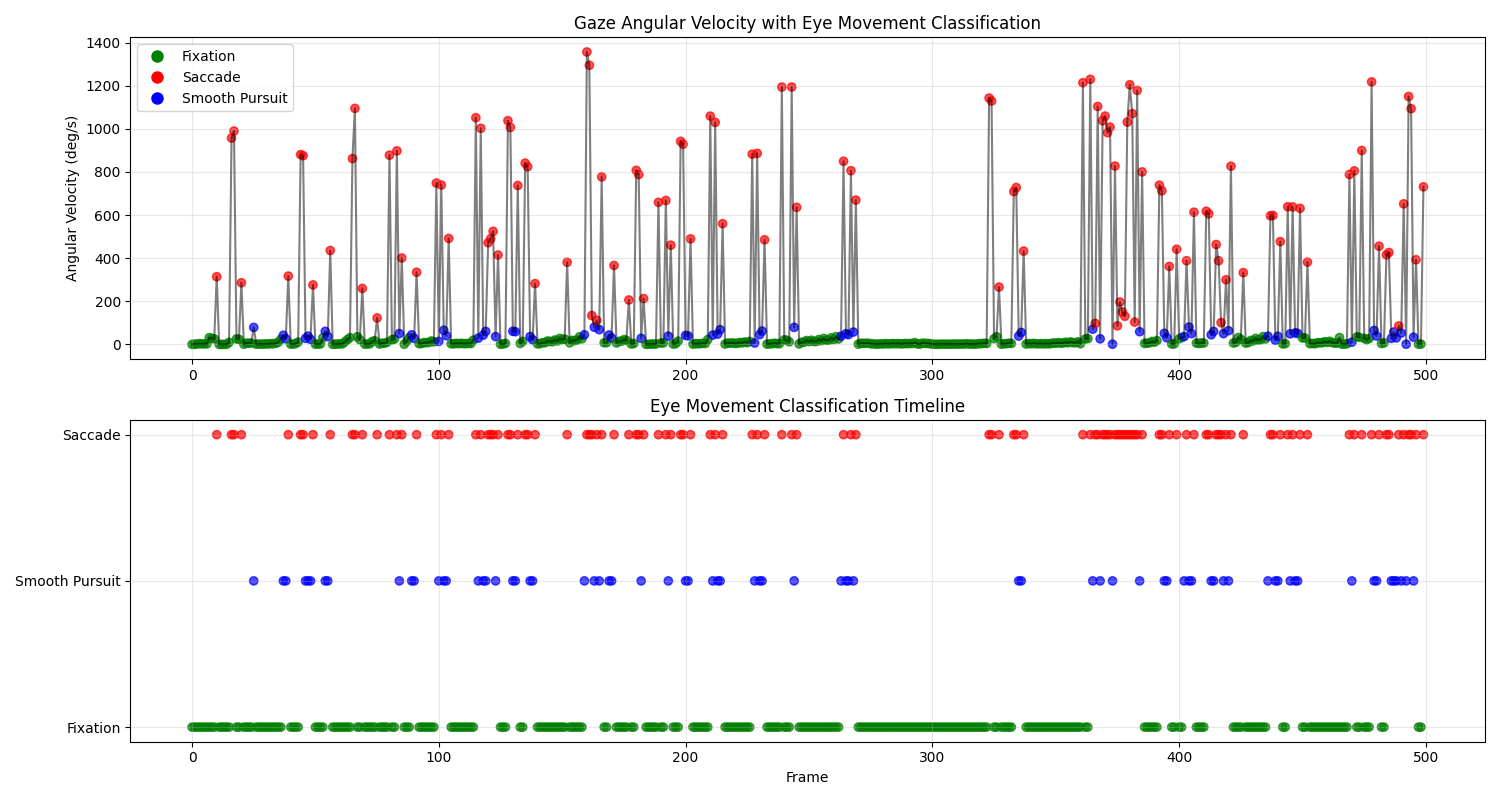 Gaze Angular Velocity with Eye Movement Classification
Fixation
Saccade
Smooth Pursuit
Angular Velocity (deg/s)
1400
1200
1000
800
600
400
200
0
0 100 200 300 400 500
Eye Movement Classification Timeline
Saccade
Smooth Pursuit
Fixation
0 100 200 300 400 500
Frame